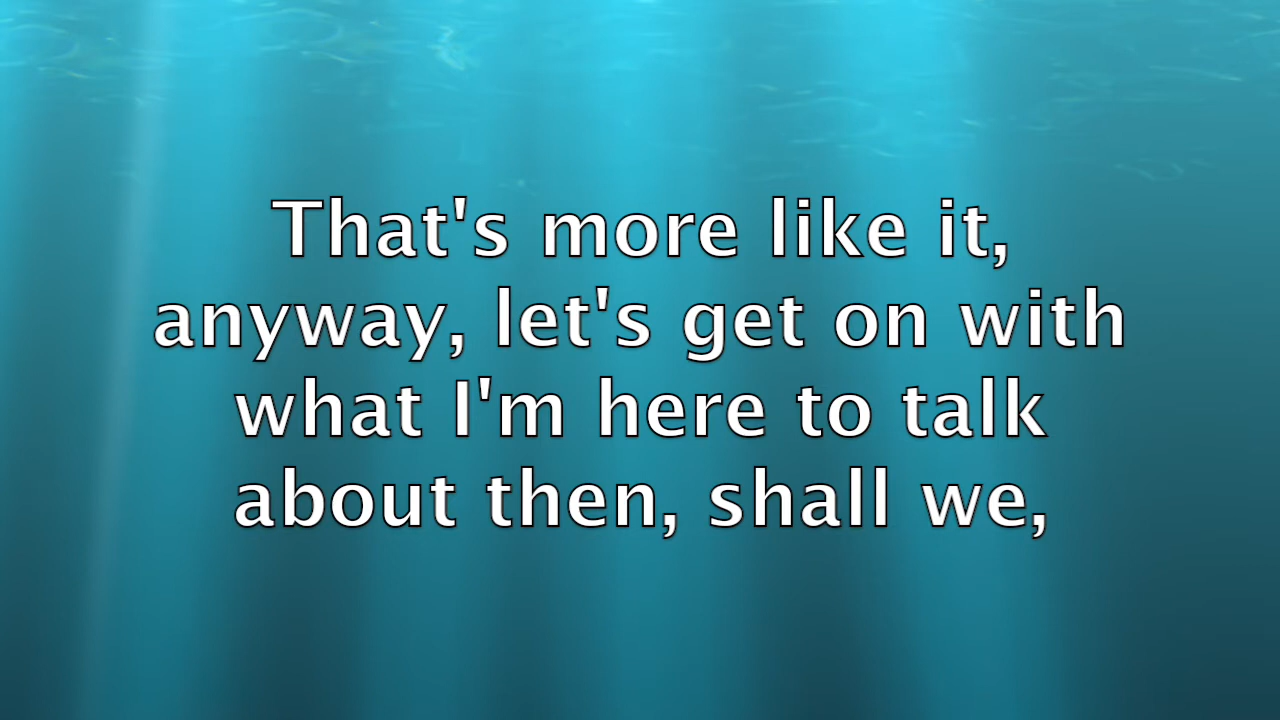 That's more like it,
anyway, let's get on with
what I'm here to talk
about then, shall we,